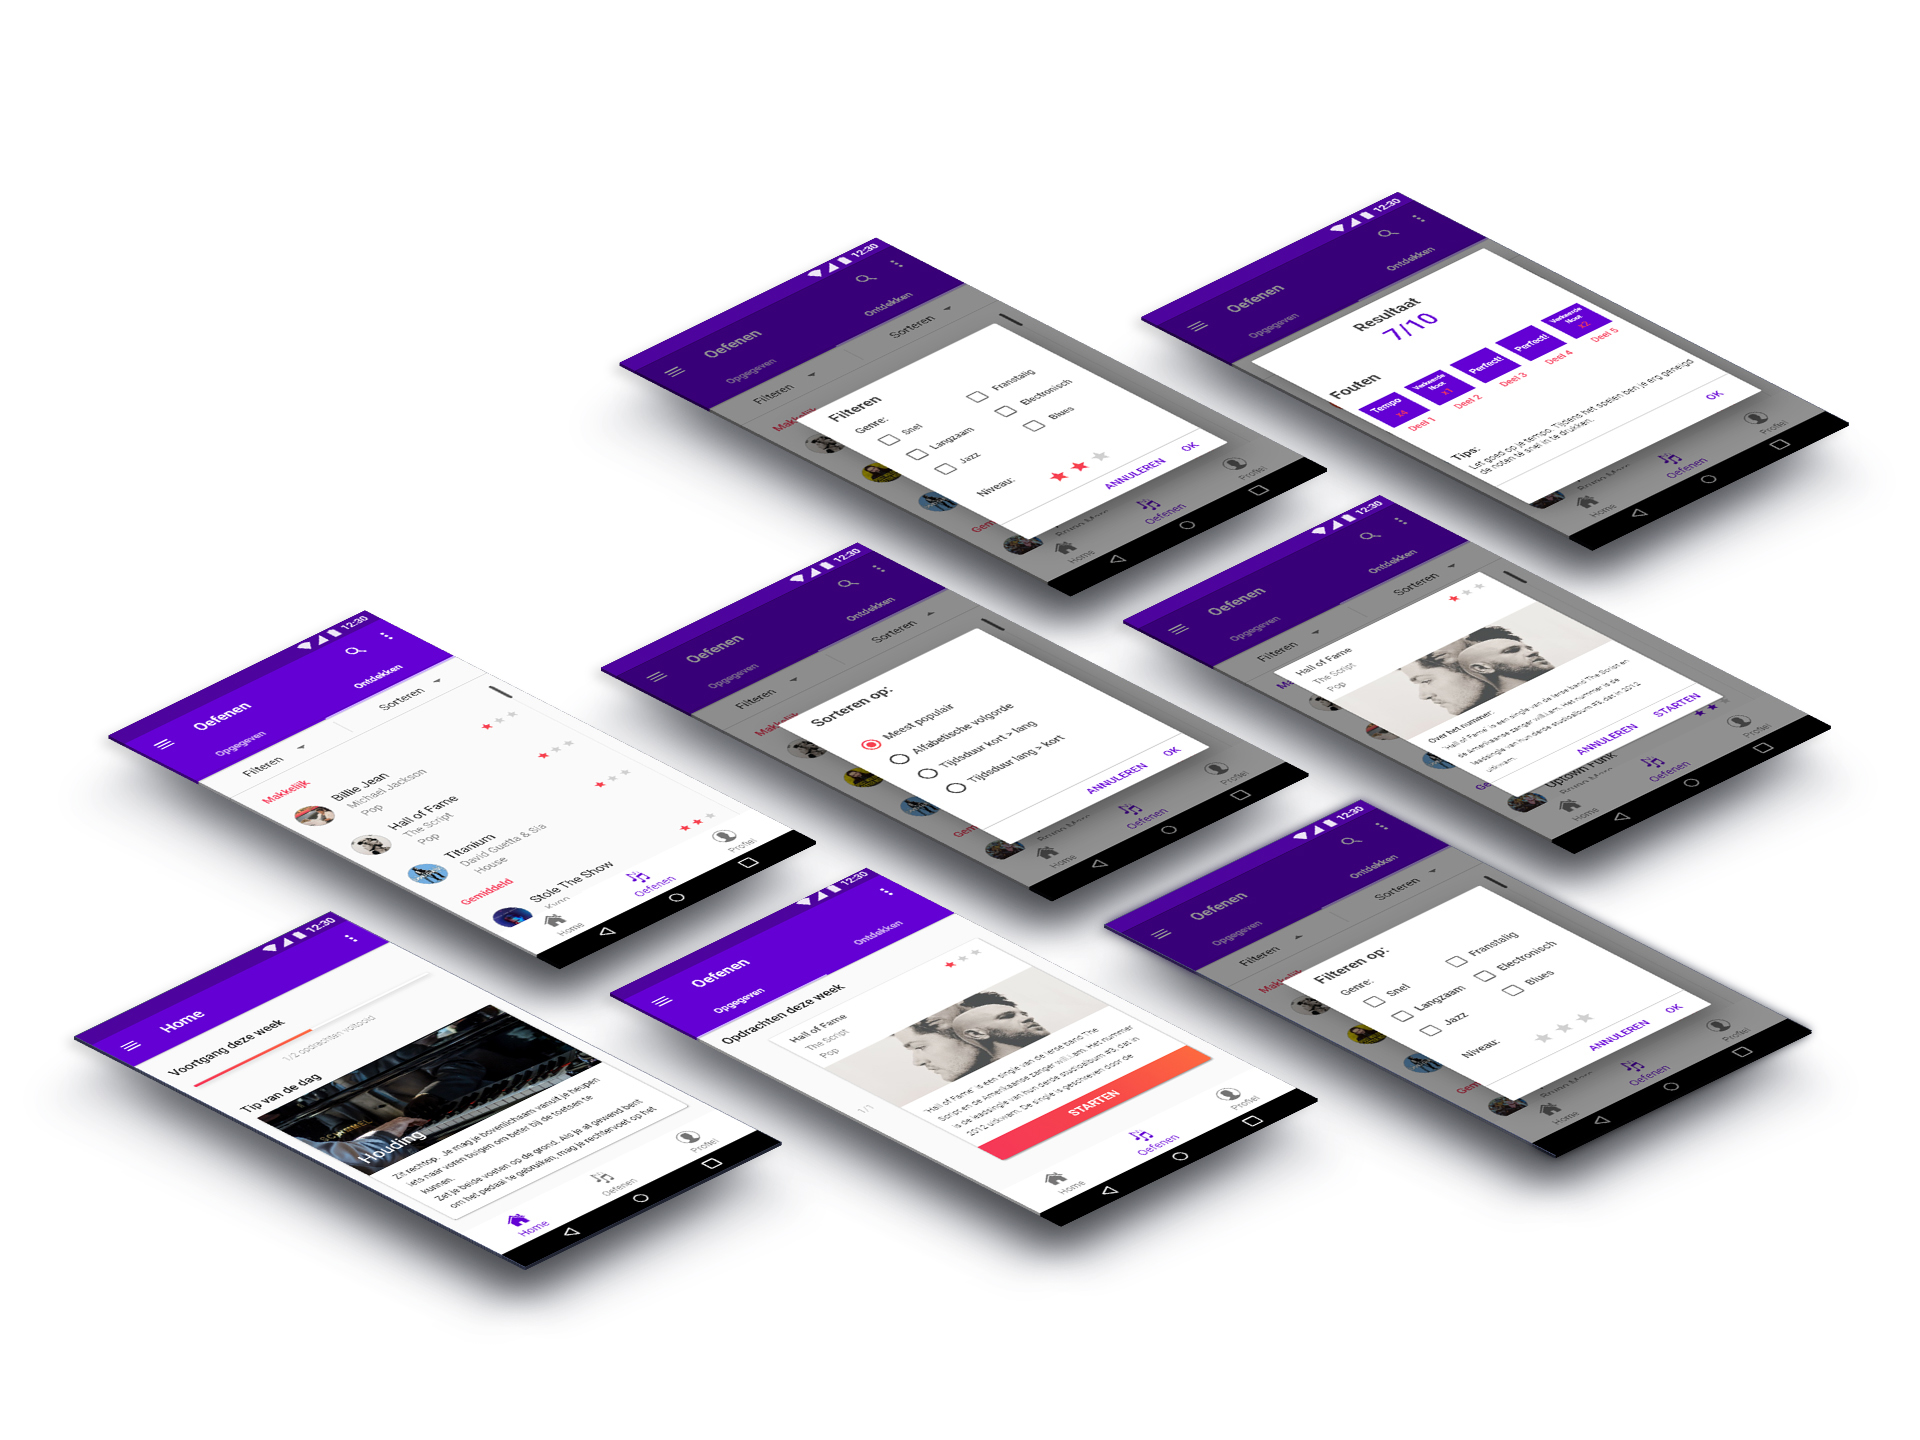 12:30
Oefenen
Opgegeven
Ontdekken
Filteren
Sorteren
Makkelijk
Filteren
Genre:
Snel
Franstalig
Langzaam
Electronisch
Jazz
Blues
Niveau:
ANNULEREN
OK
Home
Oefenen
Profiel
12:30
Oefenen
Opgegeven
Ontdekken
Resultaat
7/10
Fouten
Tempo
x4
Verkeerde
Noot
x1
Perfect!
Perfect!
Verkeerde
Noot
x2
Deel 1
Deel 2
Deel 3
Deel 4
Deel 5
Tips:
Let goed op je tempo. Tijdens het spelen ben je erg geneigd
de noten te snel in te drukken.
OK
Home
Oefenen
Profiel
12:30
Oefenen
Opgegeven
Ontdekken
Filteren
Sorteren
Makkelijk
Billie Jean
Michael Jackson
Pop
Hall of Fame
The Script
Pop
Titanium
David Guetta & Sia
House
Gemiddeld
Stole The Show
Home
Oefenen
Profiel
12:30
Oefenen
Opgegeven
Ontdekken
Filteren
Sorteren
Makkelijk
Sorteren op:
Meest populair
Alfabetische volgorde
Tijdsduur kort > lang
Tijdsduur lang > kort
ANNULEREN
OK
Home
Oefenen
Profiel
12:30
Oefenen
Opgegeven
Ontdekken
Filteren
Sorteren
Hall of Fame
The Script
Pop
Over het nummer:
'Hall of Fame' is een single van de Ierse band The Script en
de Amerikaanse zanger will.i.am. Het nummer is de
leadsingle van hun derde studioalbum #3, dat in 2012
uitkwam.
ANNULEREN
STARTEN
Uptown Funk
Home
Oefenen
Profiel
12:30
Home
Voortgang deze week
1/2 opdrachten voltooid
Tip van de dag
SCHIMMEL
Houding
Zit rechtop. Je mag je bovenlichaam vanuit je heupen
iets naar voren buigen om beter bij de toetsen te
kunnen.
Zet je beide voeten op de grond. Als je af gewend bent
om het pedaal te gebruiken, mag je rechtervoet op het
Home
Oefenen
Profiel
12:30
Oefenen
Opgegeven
Ontdekken
Opdrachten deze week
Hall of Fame
The Script
Pop
1/1
'Hall of Fame' is een single van de Ierse band 'The
Script en de Amerikaanse zanger will.i.am. Het nummer
is de leadsingle van hun derde studioalbum #3, dat in
2012 uitkwam. De single is geschreven door de
STARTEN
Home
Oefenen
Profiel
12:30
Oefenen
Opgegeven
Ontdekken
Filteren
Sorteren
Filteren op:
Genre:
Snel
Franstalig
Langzaam
Electronisch
Jazz
Blues
Niveau:
ANNULEREN
OK
Home
Oefenen
Profiel